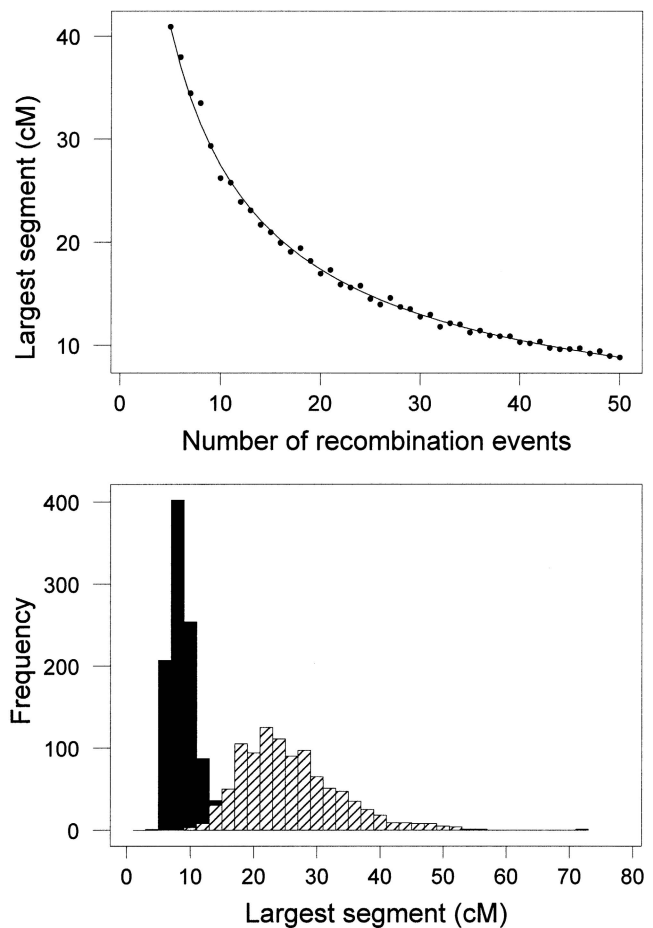 Largest segment (cM)
40
30
20
10
0 10 20 30 40 50
Number of recombination events
Frequency
400
300
200
100
0
0 10 20 30 40 50 60 70 80
Largest segment (cM)